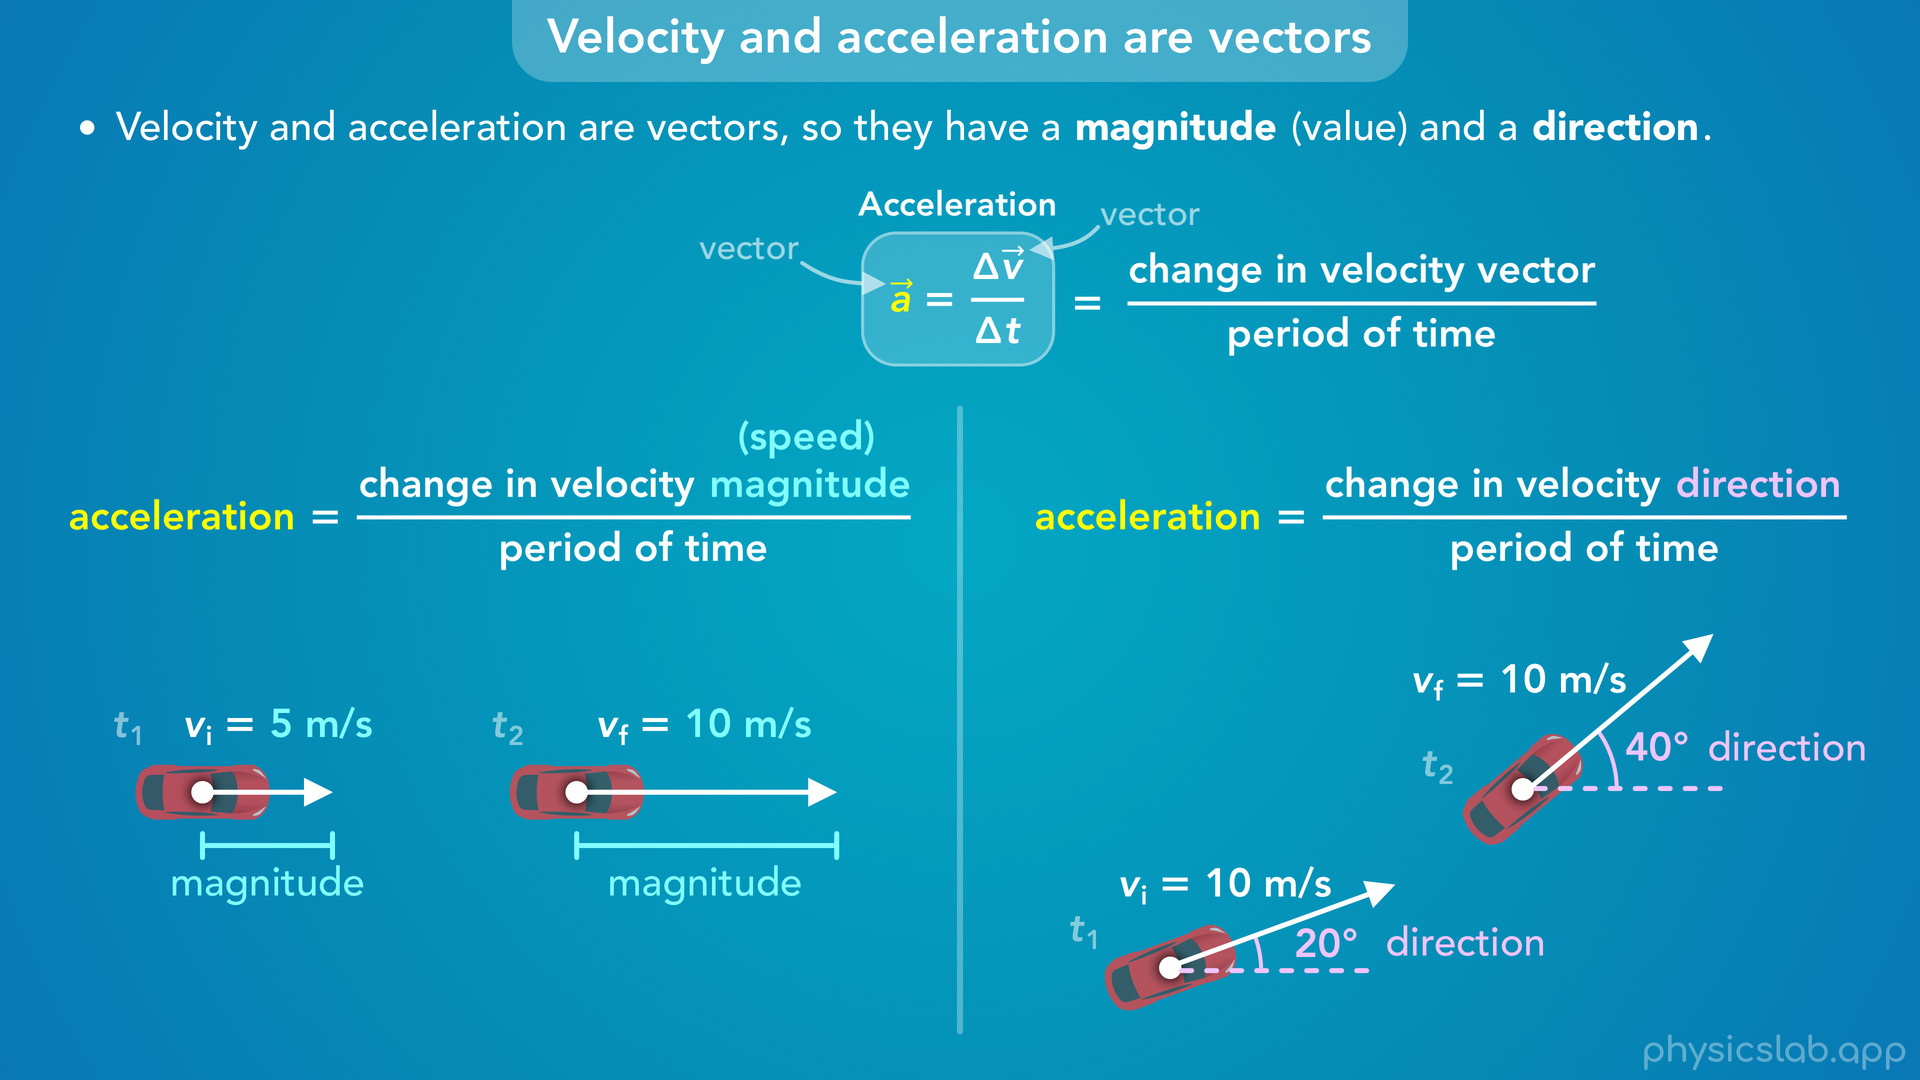 Velocity and acceleration are vectors
• Velocity and acceleration are vectors, so they have a magnitude (value) and a direction.
Acceleration
vector
vector
a⃗ = Δv⃗ / Δt = change in velocity vector / period of time
(speed)
acceleration = change in velocity magnitude / period of time
t₁ vᵢ = 5 m/s
t₂ v_f = 10 m/s
magnitude
magnitude
acceleration = change in velocity direction / period of time
v_f = 10 m/s
t₂
40° direction
vᵢ = 10 m/s
t₁
20° direction
physicslab.app